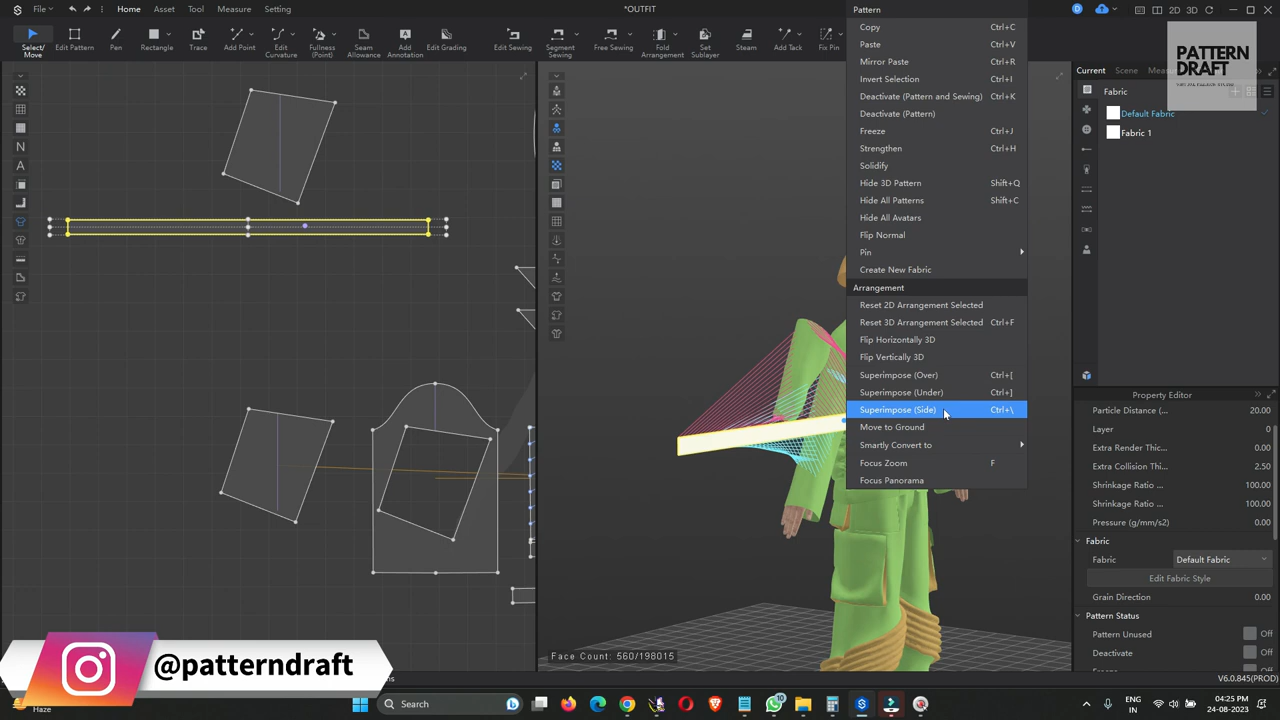 File
Home
Asset
Tool
Measure
Setting
*OUTFIT
2D
3D
Select/
Move
Edit Pattern
Pen
Rectangle
Trace
Add Point
Edit
Curvature
Fullness
(Point)
Seam
Allowance
Add
Annotation
Edit Grading
Edit Sewing
Segment
Sewing
Free Sewing
Fold
Arrangement
Set
Sublayer
Steam
Add Tack
Fix Pin
PATTERN
DRAFT
Pattern
Copy Ctrl+C
Paste Ctrl+V
Mirror Paste Ctrl+R
Invert Selection Ctrl+I
Deactivate (Pattern and Sewing) Ctrl+K
Deactivate (Pattern)
Freeze Ctrl+J
Strengthen Ctrl+H
Solidify
Hide 3D Pattern Shift+Q
Hide All Patterns Shift+C
Hide All Avatars
Flip Normal
Pin
Create New Fabric
Arrangement
Reset 2D Arrangement Selected
Reset 3D Arrangement Selected Ctrl+F
Flip Horizontally 3D
Flip Vertically 3D
Superimpose (Over) Ctrl+[
Superimpose (Under) Ctrl+]
Superimpose (Side) Ctrl+\
Move to Ground
Smartly Convert to
Focus Zoom F
Focus Panorama
Current
Scene
Fabric
Default Fabric
Fabric 1
Property Editor
Particle Distance (... 20.00
Layer 0
Extra Render Thic... 0.00
Extra Collision Thi... 2.50
Shrinkage Ratio ... 100.00
Shrinkage Ratio ... 100.00
Pressure (g/mm/s2) 0.00
Fabric
Fabric Default Fabric
Edit Fabric Style
Grain Direction 0.00
Pattern Status
Pattern Unused Off
Deactivate Off
Face Count: 560/198015
V6.0.845(PROD)
@patterndraft
Haze
Search
10
ENG
IN
04:25 PM
24-08-2023